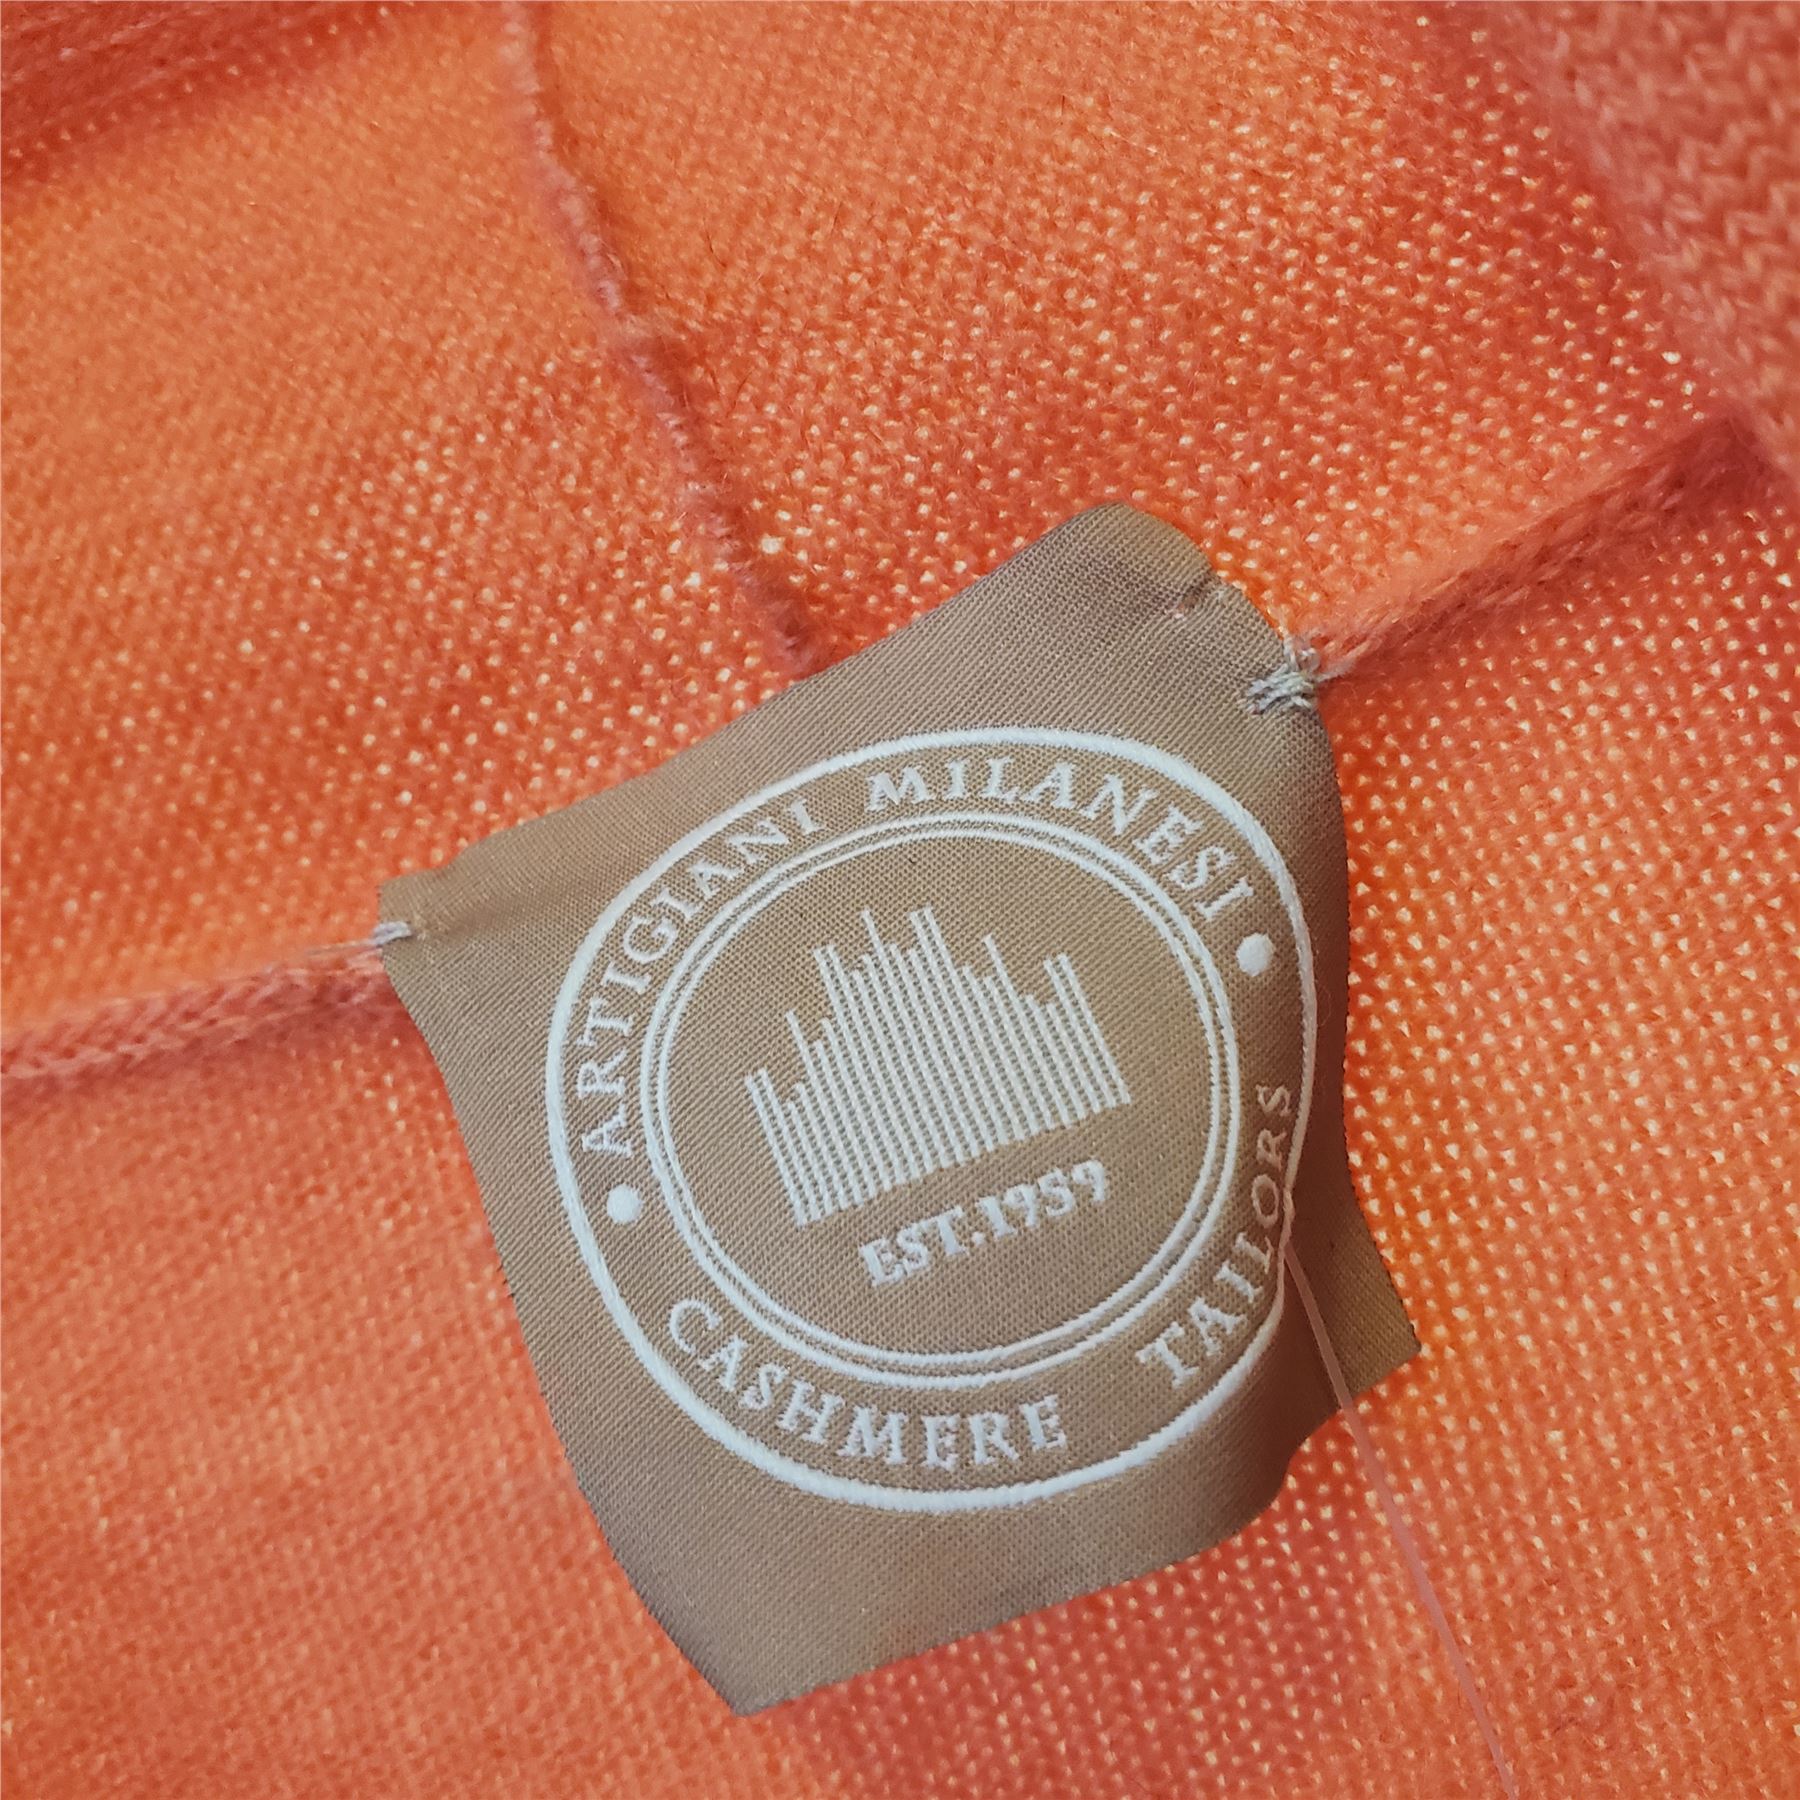 ARTIGIANI MILANESI
EST.1959
CASHMERE TAILORS